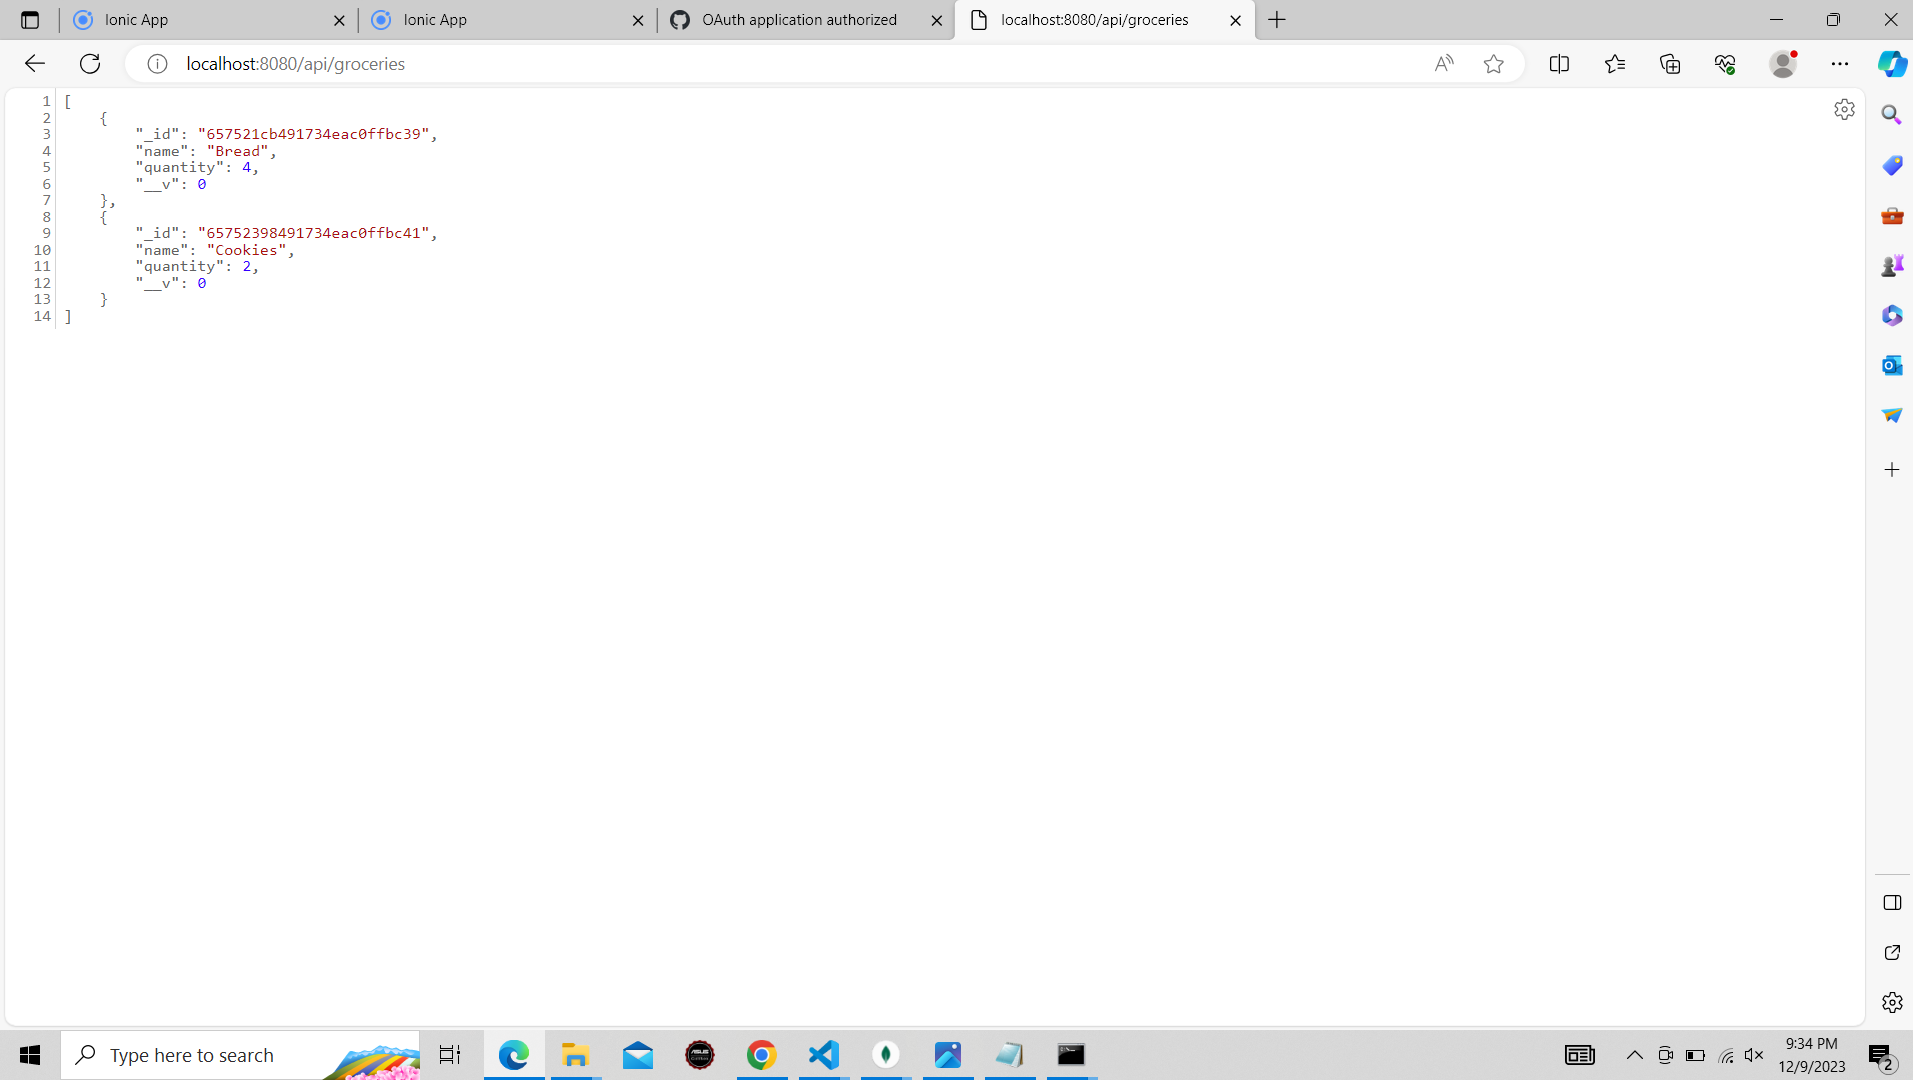 Ionic App
Ionic App
OAuth application authorized
localhost:8080/api/groceries
localhost:8080/api/groceries
1 [
2 {
3 "_id": "657521cb491734eac0ffbc39",
4 "name": "Bread",
5 "quantity": 4,
6 "__v": 0
7 },
8 {
9 "_id": "65752398491734eac0ffbc41",
10 "name": "Cookies",
11 "quantity": 2,
12 "__v": 0
13 }
14 ]
Type here to search
9:34 PM
12/9/2023
2